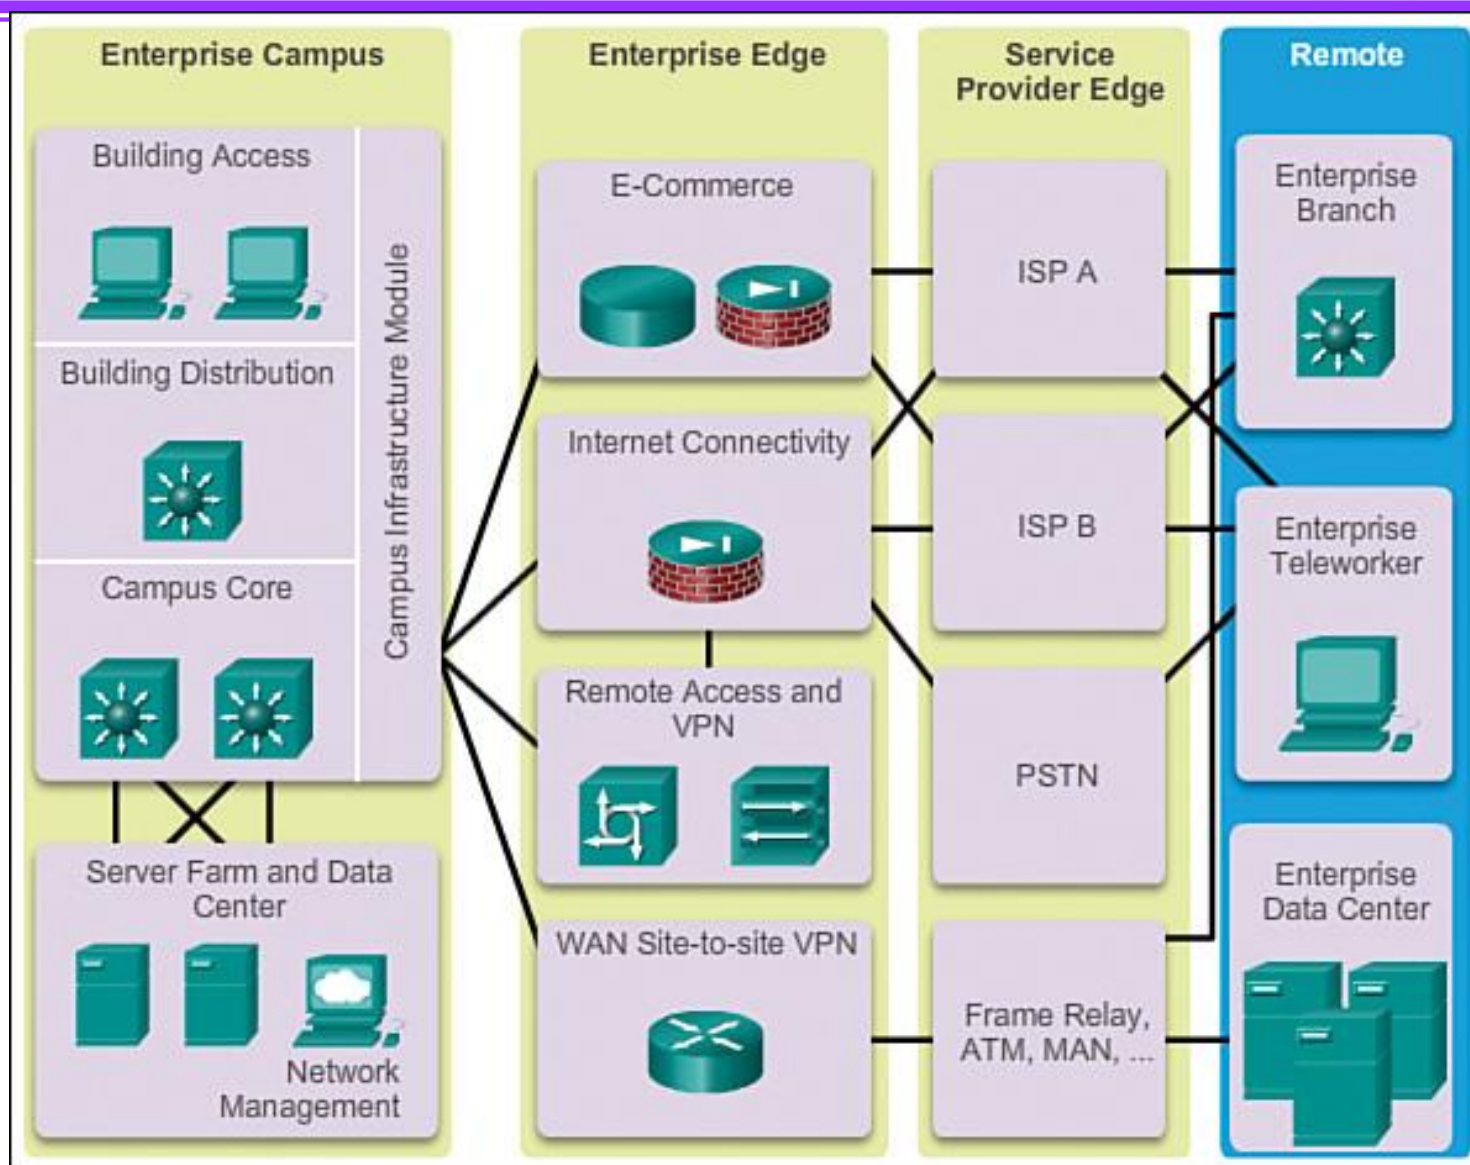 Enterprise Campus
Building Access
Building Distribution
Campus Core
Campus Infrastructure Module
Server Farm and Data
Center
Network
Management
Enterprise Edge
E-Commerce
Internet Connectivity
Remote Access and
VPN
WAN Site-to-site VPN
Service
Provider Edge
ISP A
ISP B
PSTN
Frame Relay,
ATM, MAN, ...
Remote
Enterprise
Branch
Enterprise
Teleworker
Enterprise
Data Center